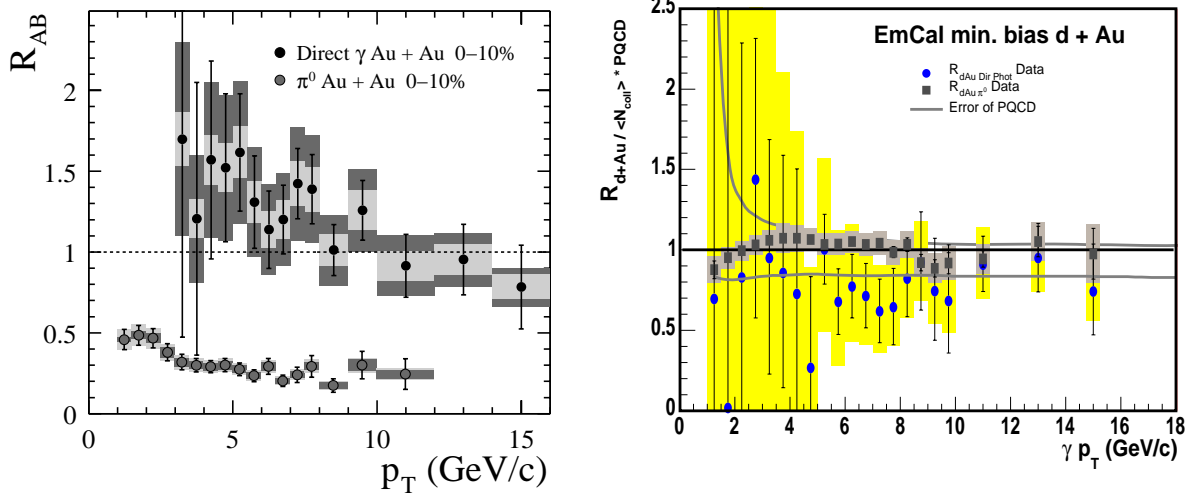 R_AB
Direct γ Au + Au 0–10%
π⁰ Au + Au 0–10%
2
1.5
1
0.5
0
0 5 10 15
p_T (GeV/c)
R_d+Au / <N_coll> * PQCD
EmCal min. bias d + Au
R_dAu Dir Phot Data
R_dAu π⁰ Data
Error of PQCD
2.5
2
1.5
1
0.5
0
0 2 4 6 8 10 12 14 16 18
γ p_T (GeV/c)